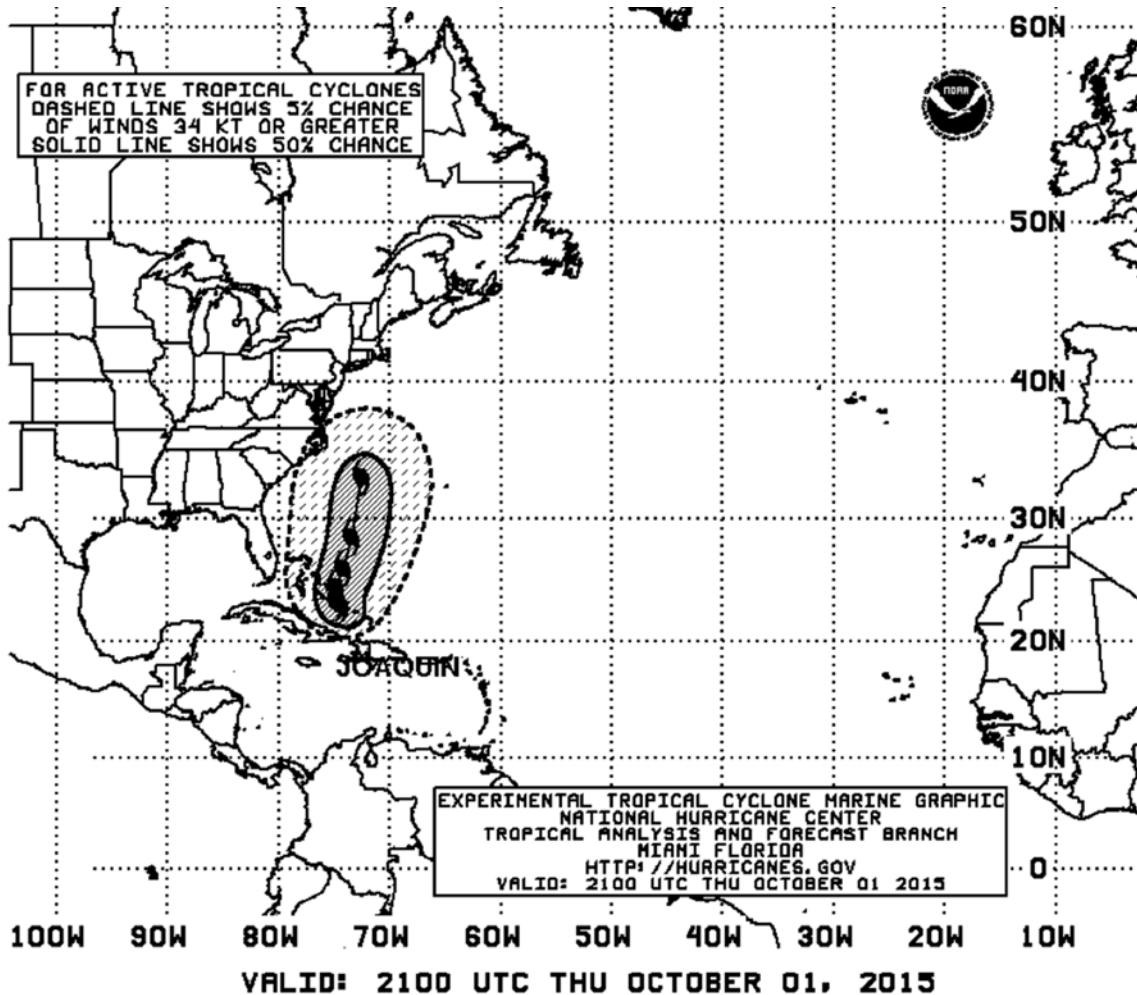 60N
FOR ACTIVE TROPICAL CYCLONES
DASHED LINE SHOWS 5% CHANCE
OF WINDS 34 KT OR GREATER
SOLID LINE SHOWS 50% CHANCE
NOAA
50N
40N
30N
20N
JOAQUIN
10N
EXPERIMENTAL TROPICAL CYCLONE MARINE GRAPHIC
NATIONAL HURRICANE CENTER
TROPICAL ANALYSIS AND FORECAST BRANCH
MIAMI FLORIDA
HTTP://HURRICANES.GOV
VALID: 2100 UTC THU OCTOBER 01 2015
0
100W 90W 80W 70W 60W 50W 40W 30W 20W 10W
VALID: 2100 UTC THU OCTOBER 01, 2015